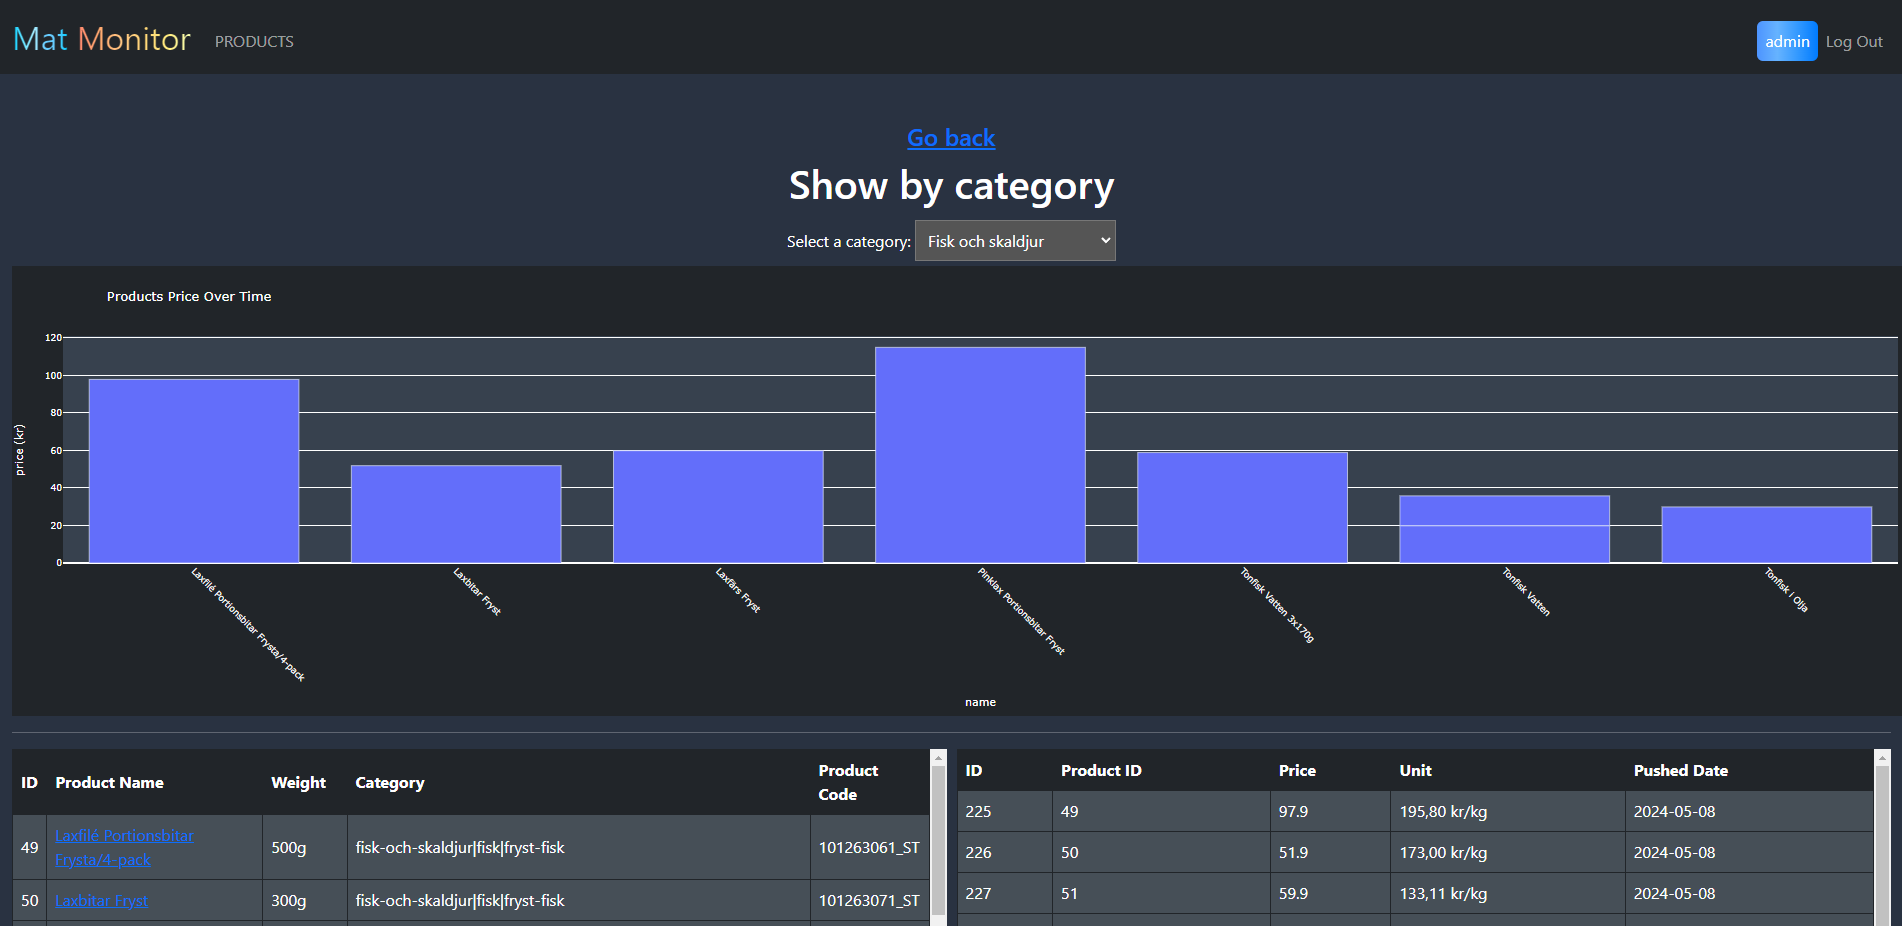 Mat Monitor PRODUCTS admin Log Out
Go back
Show by category
Select a category: Fisk och skaldjur
Products Price Over Time
120
100
80
60
40
20
0
price (kr)
Laxfilé Portionsbitar Frysta/4-pack
Laxbitar Fryst
Laxfärs Fryst
Pinklax Portionsbitar Fryst
Tonfisk Vatten 3x170g
Tonfisk Vatten
Tonfisk i Olja
name
ID Product Name Weight Category Product Code
49 Laxfilé Portionsbitar Frysta/4-pack 500g fisk-och-skaldjur|fisk|fryst-fisk 101263061_ST
50 Laxbitar Fryst 300g fisk-och-skaldjur|fisk|fryst-fisk 101263071_ST
ID Product ID Price Unit Pushed Date
225 49 97.9 195,80 kr/kg 2024-05-08
226 50 51.9 173,00 kr/kg 2024-05-08
227 51 59.9 133,11 kr/kg 2024-05-08